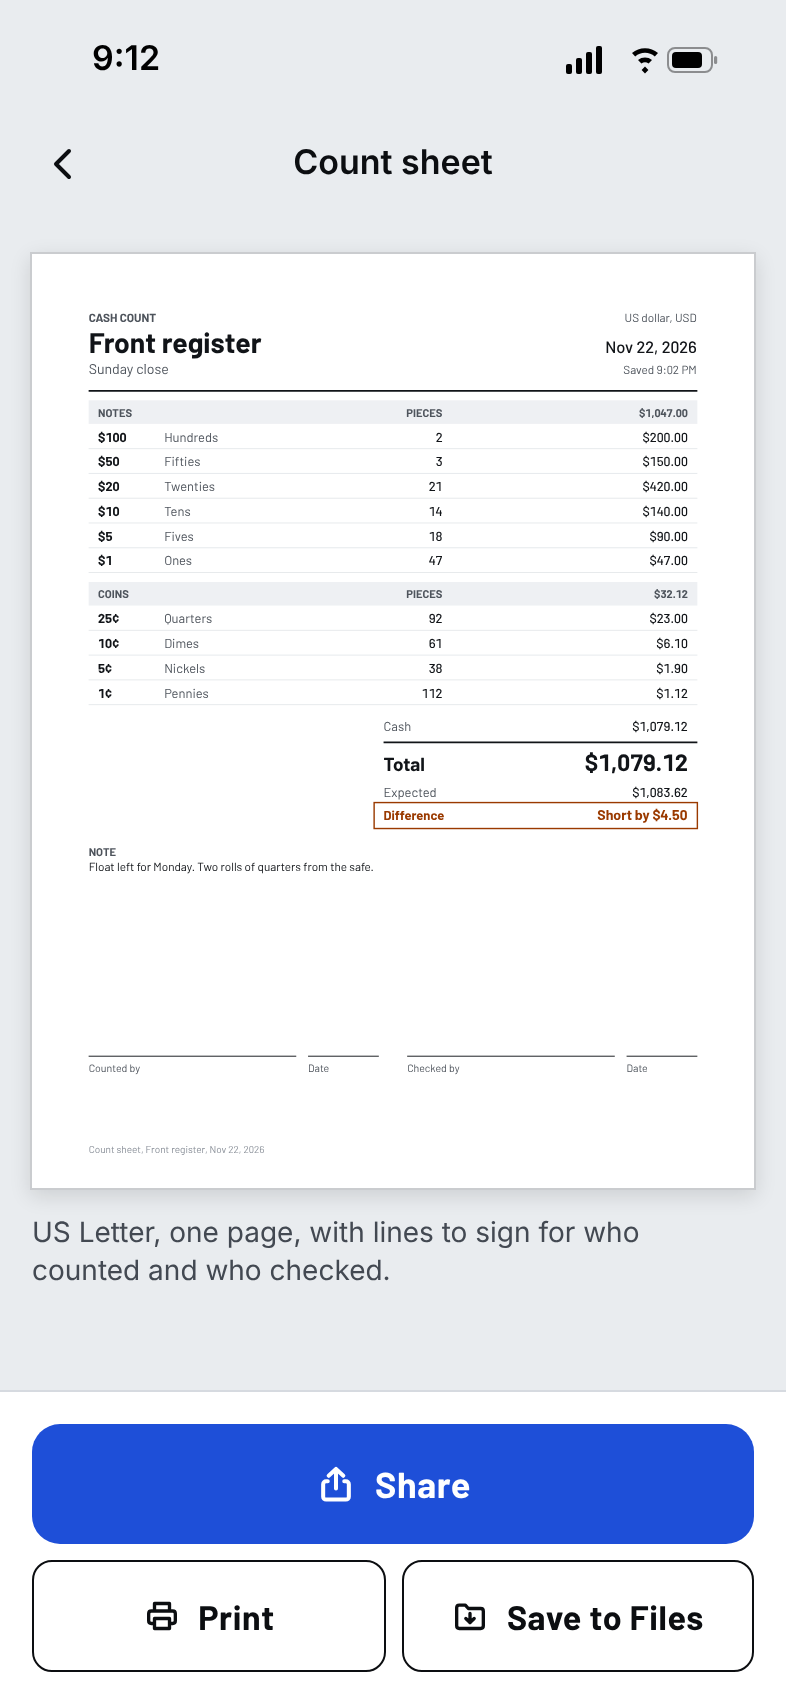 9:12
Count sheet
CASH COUNT
US dollar, USD
Front register
Nov 22, 2026
Sunday close
Saved 9:02 PM
NOTES PIECES $1,047.00
$100 Hundreds 2 $200.00
$50 Fifties 3 $150.00
$20 Twenties 21 $420.00
$10 Tens 14 $140.00
$5 Fives 18 $90.00
$1 Ones 47 $47.00
COINS PIECES $32.12
25¢ Quarters 92 $23.00
10¢ Dimes 61 $6.10
5¢ Nickels 38 $1.90
1¢ Pennies 112 $1.12
Cash $1,079.12
Total $1,079.12
Expected $1,083.62
Difference Short by $4.50
NOTE
Float left for Monday. Two rolls of quarters from the safe.
Counted by Date Checked by Date
Count sheet, Front register, Nov 22, 2026
US Letter, one page, with lines to sign for who
counted and who checked.
Share
Print Save to Files